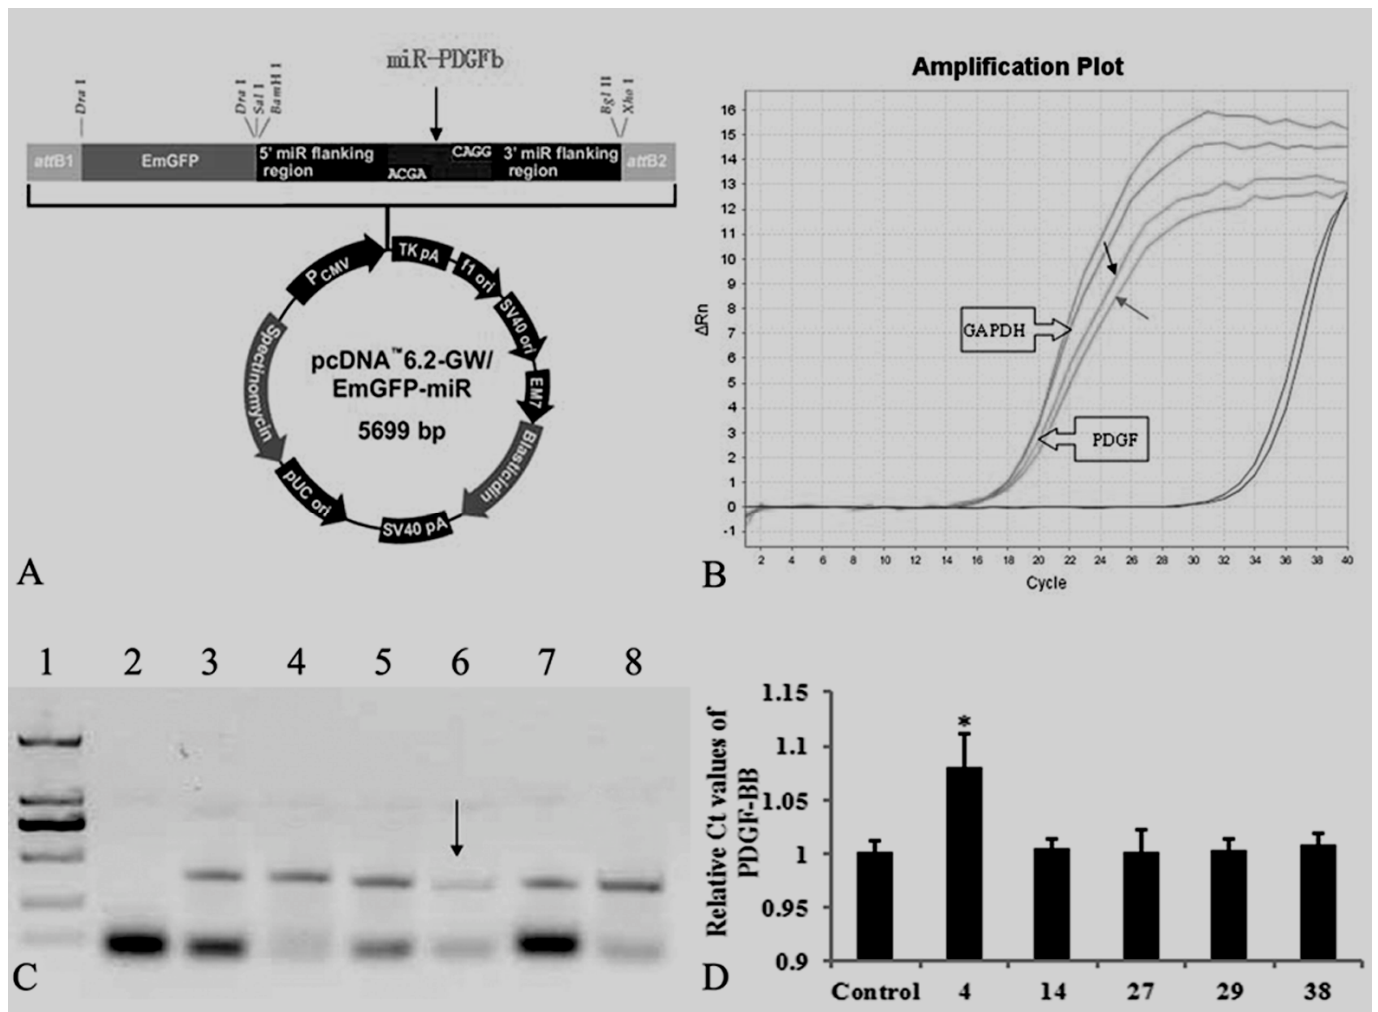 miR-PDGFb
Dra I
Dra I
Sal I
BamH I
Bgl II
Xho I
attB1
EmGFP
5' miR flanking
region
ACGA
CAGG
3' miR flanking
region
attB2
PCMV
TK pA
f1 ori
SV40 ori
EM7
Blasticidin
SV40 pA
pUC ori
Spectinomycin
pcDNA™6.2-GW/
EmGFP-miR
5699 bp
A
Amplification Plot
ΔRn
16
15
14
13
12
11
10
9
8
7
6
5
4
3
2
1
0
-1
GAPDH
PDGF
2 4 6 8 10 12 14 16 18 20 22 24 26 28 30 32 34 36 38 40
Cycle
B
1 2 3 4 5 6 7 8
C
Relative Ct values of
PDGF-BB
1.15
1.1
1.05
1
0.95
0.9
*
Control 4 14 27 29 38
D